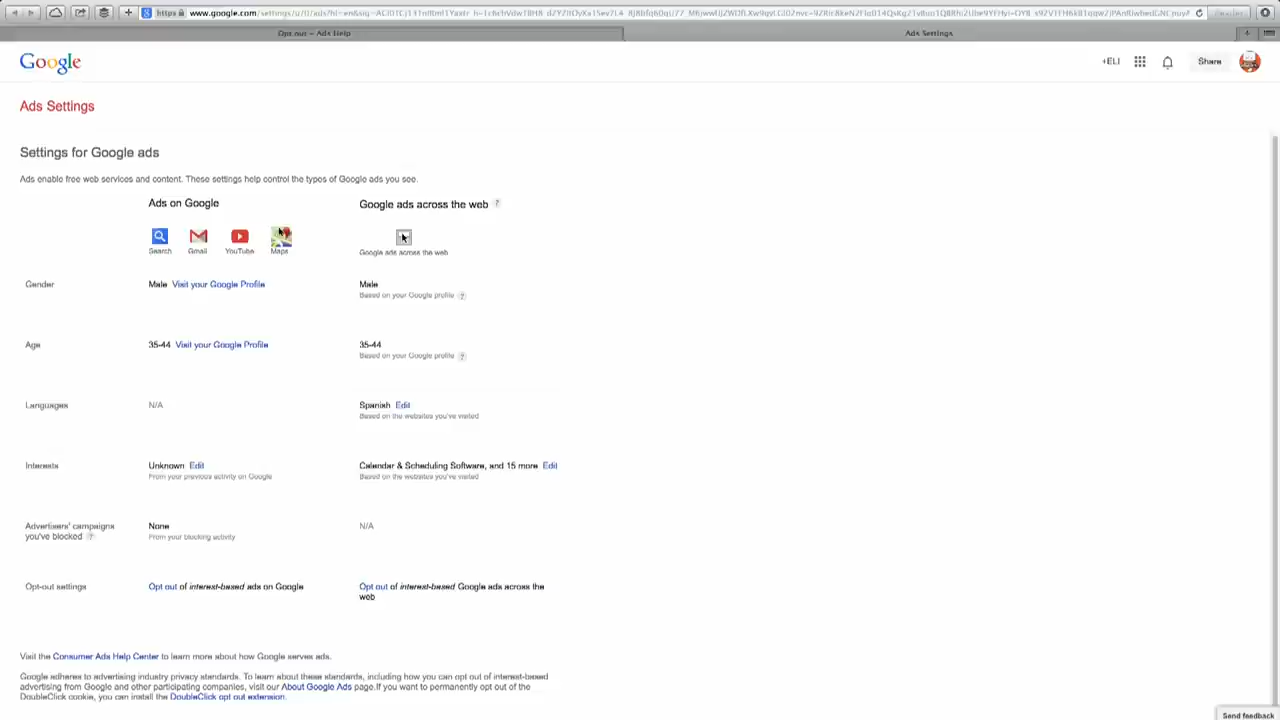 https www.google.com
Opt out – Ads Help
Ads Settings
Google
+ELI
Share
Ads Settings
Settings for Google ads
Ads enable free web services and content. These settings help control the types of Google ads you see.
Ads on Google
Google ads across the web ?
Search Gmail YouTube Maps
Google ads across the web
Gender
Male Visit your Google Profile
Male
Based on your Google profile ?
Age
35-44 Visit your Google Profile
35-44
Based on your Google profile ?
Languages
N/A
Spanish Edit
Based on the websites you've visited
Interests
Unknown Edit
From your previous activity on Google
Calendar & Scheduling Software, and 15 more Edit
Based on the websites you've visited
Advertisers' campaigns
you've blocked ?
None
From your blocking activity
N/A
Opt-out settings
Opt out of interest-based ads on Google
Opt out of interest-based Google ads across the
web
Visit the Consumer Ads Help Center to learn more about how Google serves ads.
Google adheres to advertising industry privacy standards. To learn about these standards, including how you can opt out of interest-based
advertising from Google and other participating companies, visit our About Google Ads page.If you want to permanently opt out of the
DoubleClick cookie, you can install the DoubleClick opt out extension.
Send feedback